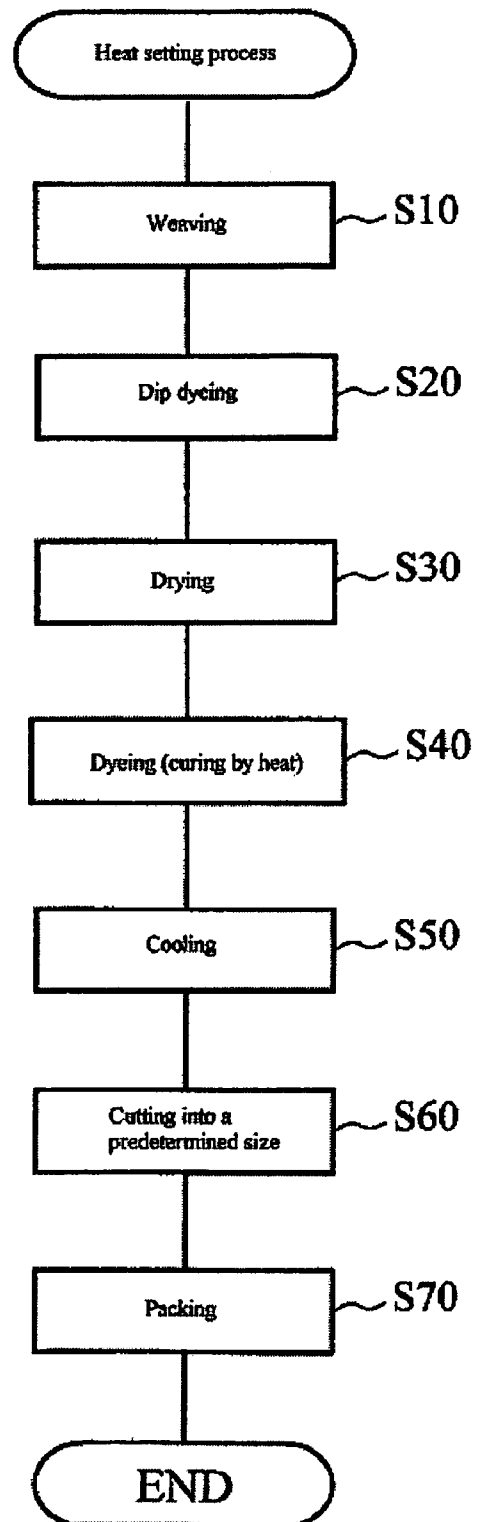 Heat setting process
Weaving
S10
Dip dyeing
S20
Drying
S30
Dyeing (curing by heat)
S40
Cooling
S50
Cutting into a
predetermined size
S60
Packing
S70
END